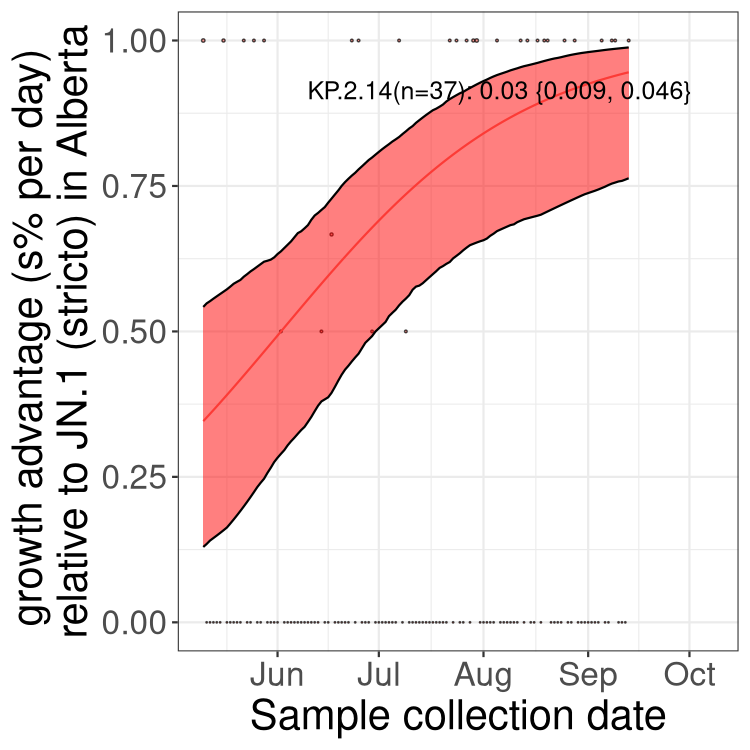 growth advantage (s% per day)
relative to JN.1 (stricto) in Alberta
1.00
0.75
0.50
0.25
0.00
KP.2.14(n=37): 0.03 {0.009, 0.046}
Jun
Jul
Aug
Sep
Oct
Sample collection date